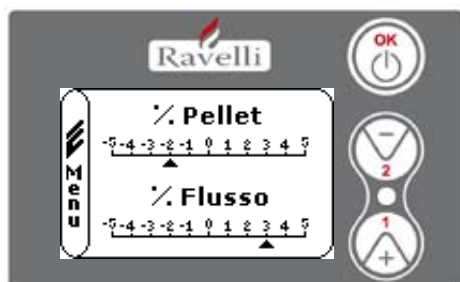 Ravelli
OK
Menu
% Pellet
-5 -4 -3 -2 -1 0 1 2 3 4 5
% Flusso
-5 -4 -3 -2 -1 0 1 2 3 4 5
−
2
1
+